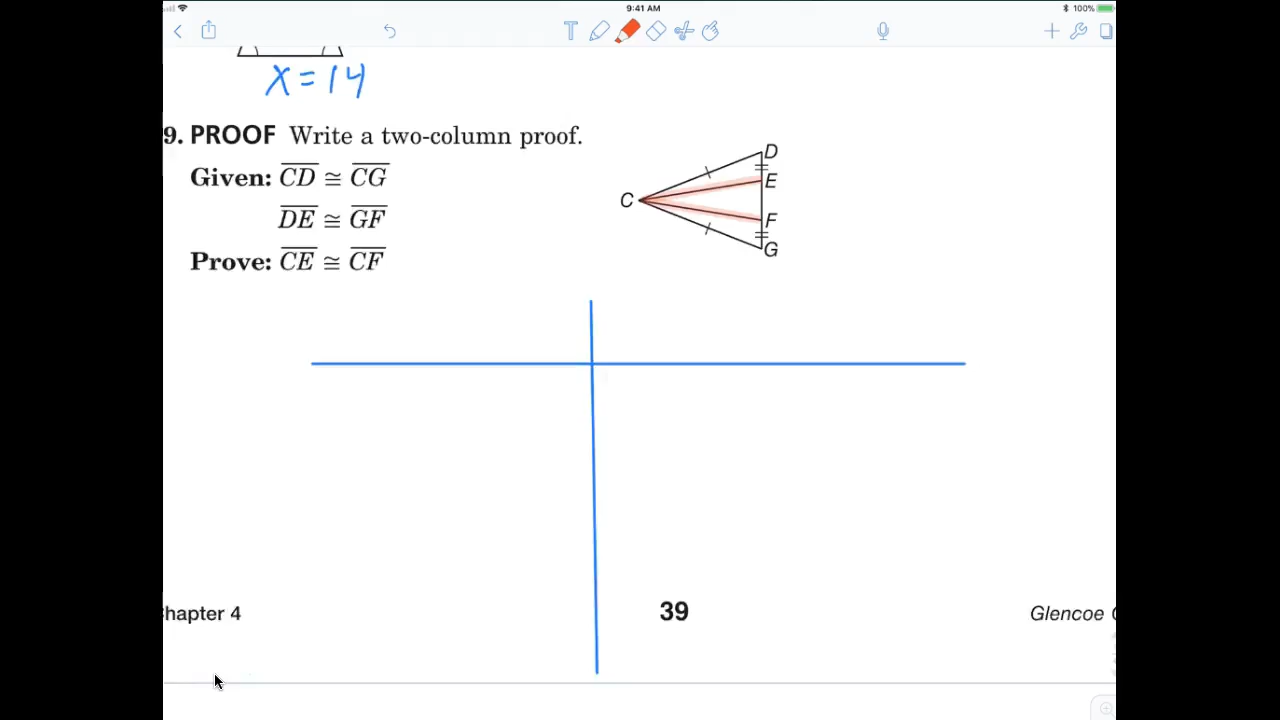 9:41 AM
100%
T
x = 14
9. PROOF Write a two-column proof.
Given: CD ≅ CG
DE ≅ GF
Prove: CE ≅ CF
D
E
C
F
G
Chapter 4
39
Glencoe